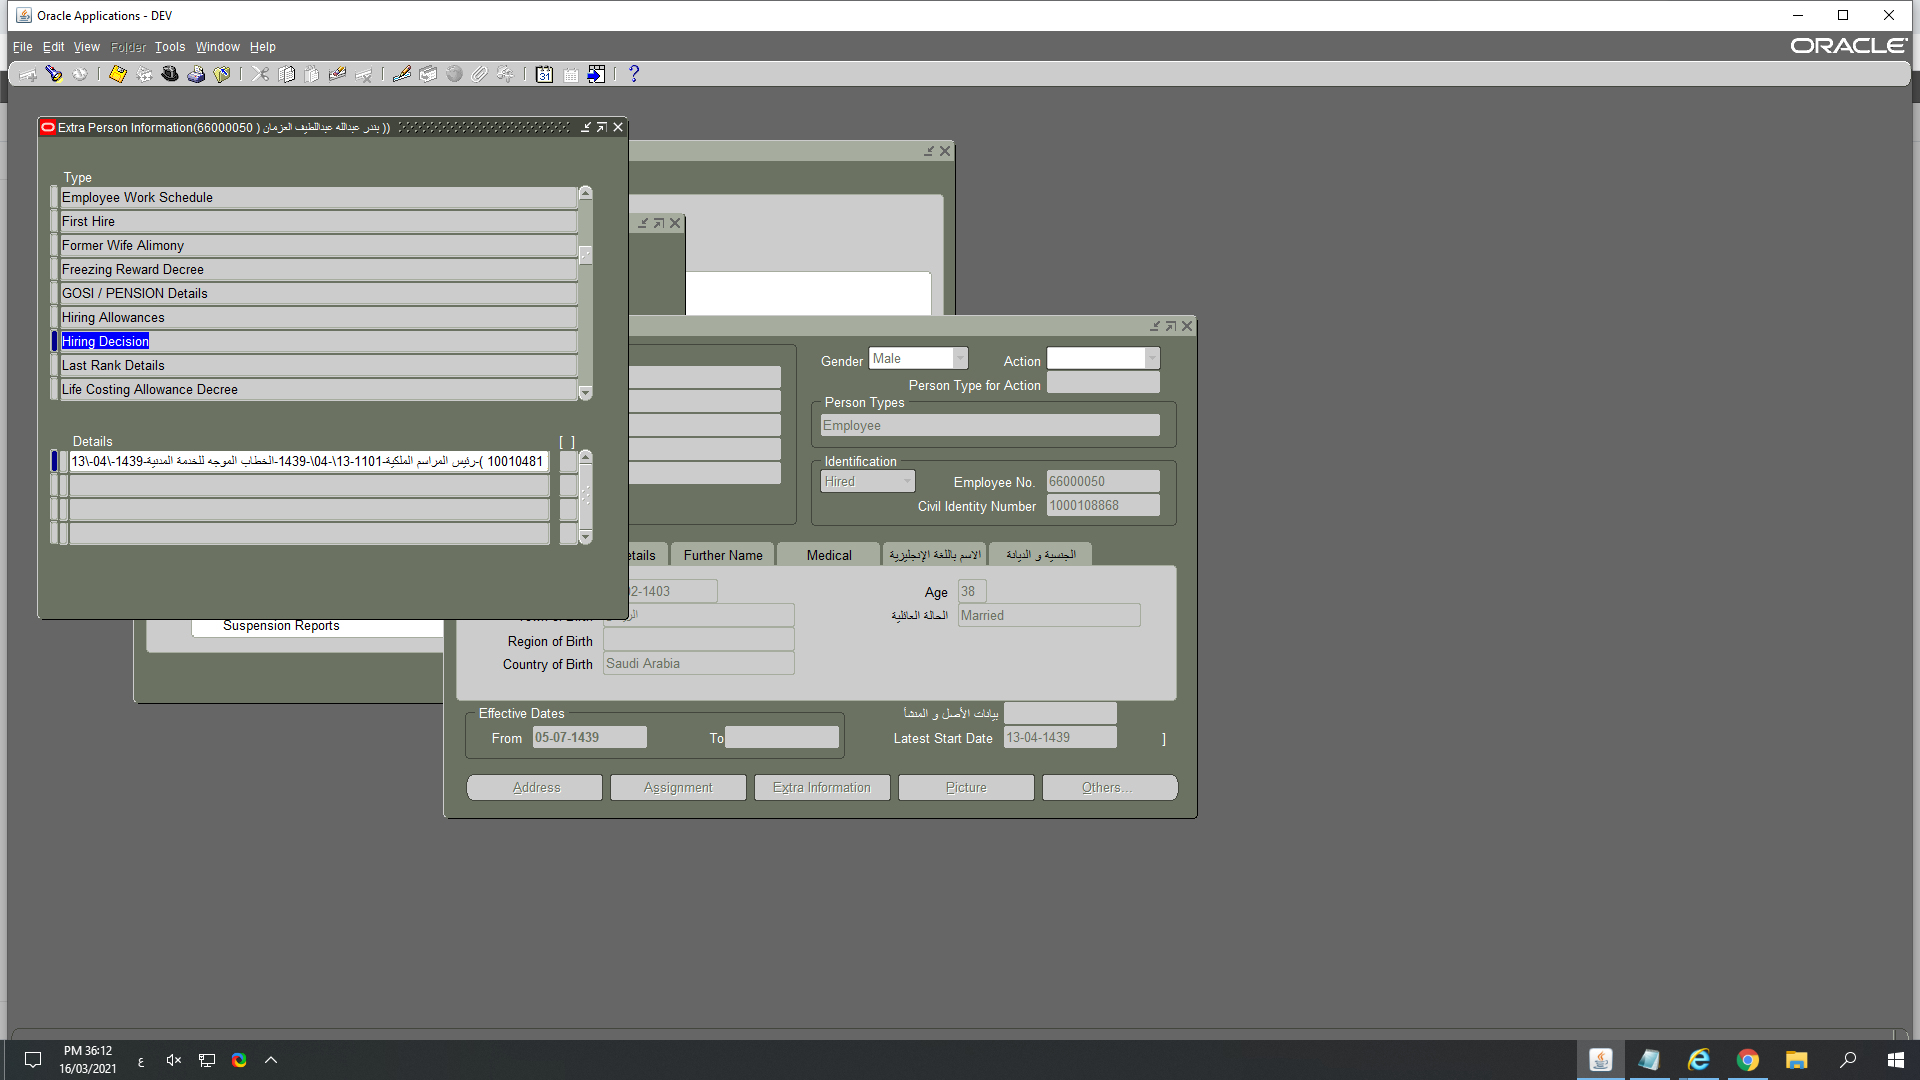 Oracle Applications - DEV
File Edit View Folder Tools Window Help
ORACLE
Extra Person Information(66000050 ) بندر عبدالله عبداللطيف العزمان ))
Type
Employee Work Schedule
First Hire
Former Wife Alimony
Freezing Reward Decree
GOSI / PENSION Details
Hiring Allowances
Hiring Decision
Last Rank Details
Life Costing Allowance Decree
Details
[ ]
10010481 )-رئيس المراسم الملكية-1101-13\-04\-1439-الخطاب الموجه للخدمة المدنية-1439-\04-\13
Gender Male
Action
Person Type for Action
Person Types
Employee
Identification
Hired
Employee No. 66000050
Civil Identity Number 1000108868
etails
Further Name
Medical
الاسم باللغة الإنجليزية
الجنسية و الديانة
02-1403
Age 38
الحالة العائلية Married
Region of Birth
Country of Birth Saudi Arabia
Suspension Reports
Effective Dates
From 05-07-1439 To
بيانات الأصل و المنشأ
Latest Start Date 13-04-1439
]
Address
Assignment
Extra Information
Picture
Others...
PM 36:12
16/03/2021
ع
31